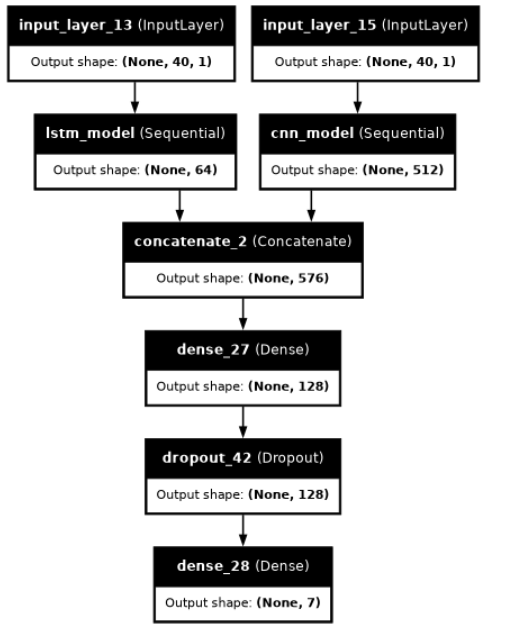 input_layer_13 (InputLayer)
Output shape: (None, 40, 1)
input_layer_15 (InputLayer)
Output shape: (None, 40, 1)
lstm_model (Sequential)
Output shape: (None, 64)
cnn_model (Sequential)
Output shape: (None, 512)
concatenate_2 (Concatenate)
Output shape: (None, 576)
dense_27 (Dense)
Output shape: (None, 128)
dropout_42 (Dropout)
Output shape: (None, 128)
dense_28 (Dense)
Output shape: (None, 7)